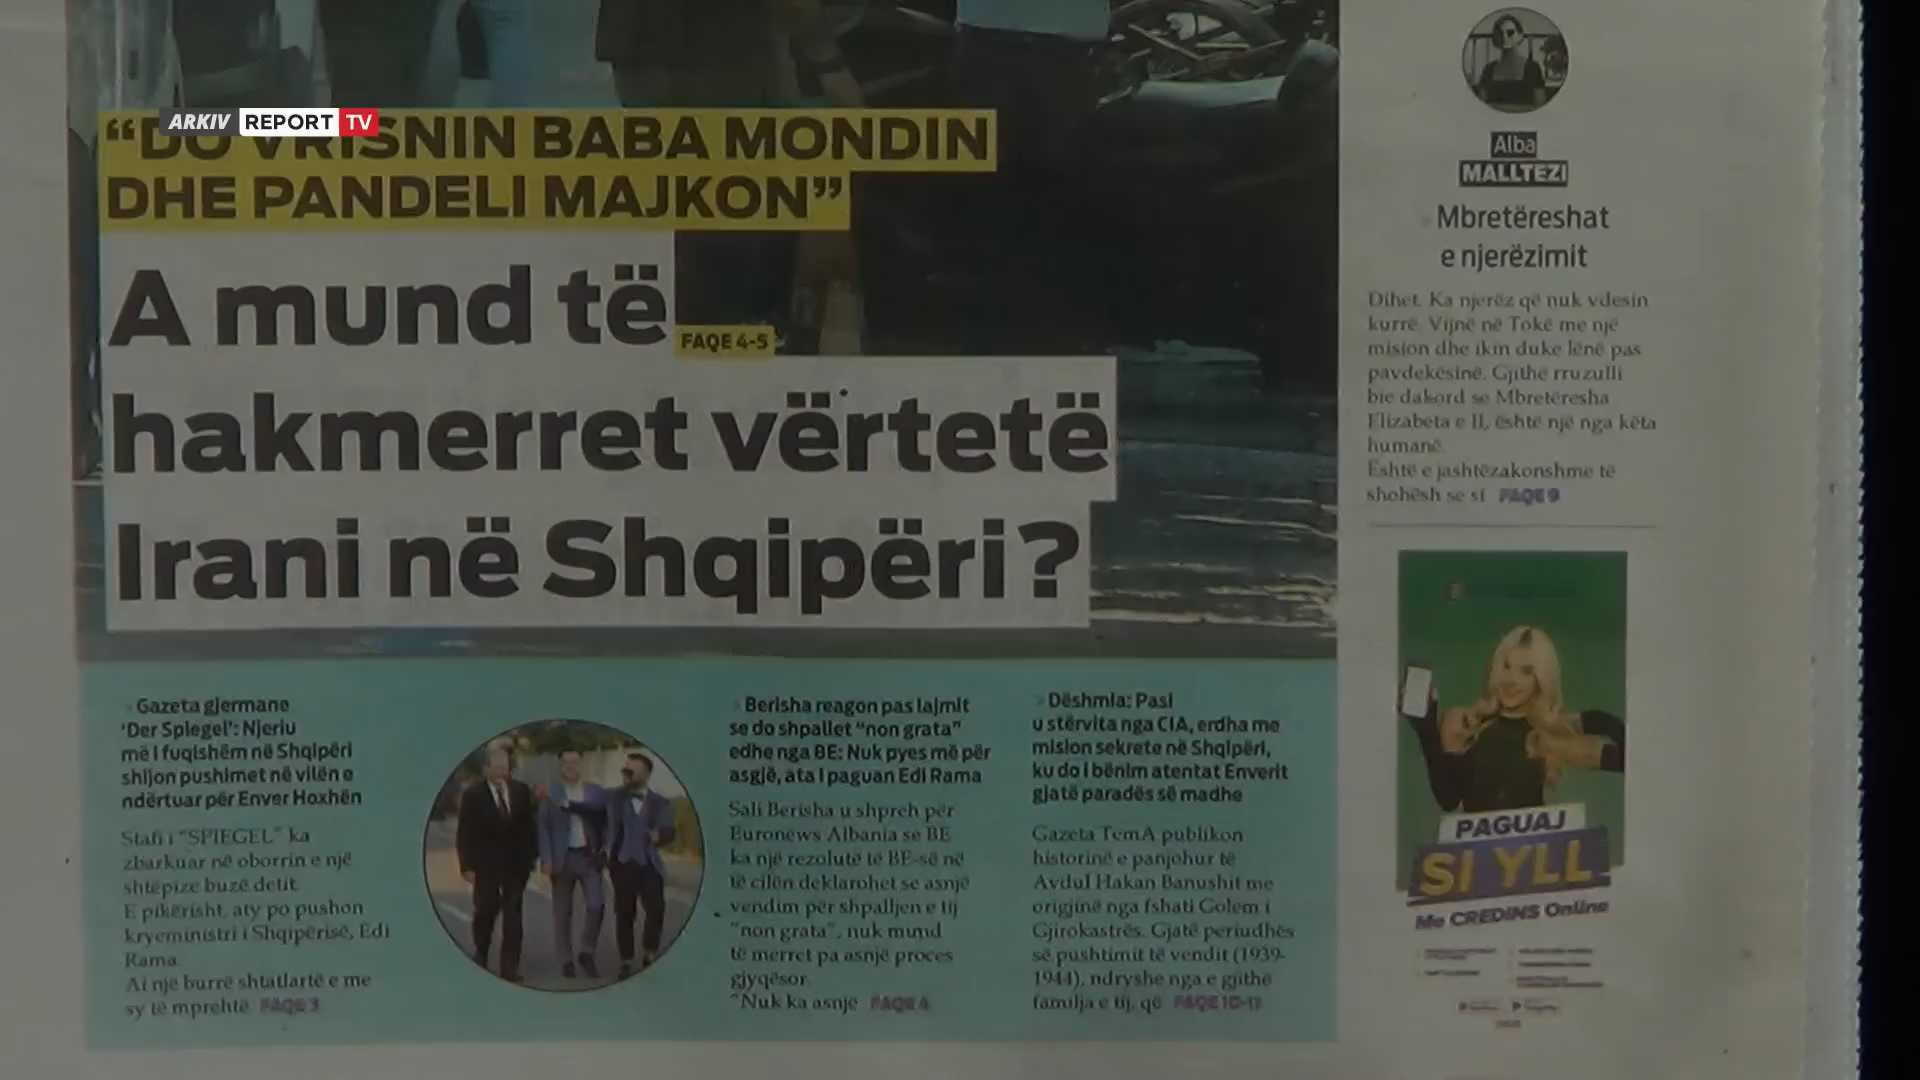 ARKIV REPORT TV
“DO VRISNIN BABA MONDIN
DHE PANDELI MAJKON”
A mund të
FAQE 4-5
hakmerret vërtetë
Irani në Shqipëri?
Gazeta gjermane
‘Der Spiegel’: Njeriu
më i fuqishëm në Shqipëri
shijon pushimet në vilën e
ndërtuar për Enver Hoxhën
Stafi i “SPIEGEL” ka
zbarkuar në oborrin e një
shtëpize buzë detit.
E pikërisht, aty po pushon
kryeministri i Shqipërisë, Edi
Rama.
Ai një burrë shtatlartë e me
sy të mprehtë FAQE 3
Berisha reagon pas lajmit
se do shpallet “non grata”
edhe nga BE: Nuk pyes më për
asgjë, ata i paguan Edi Rama
Sali Berisha u shpreh për
Euronews Albania se BE
ka një rezolutë të BE-së në
të cilën deklarohet se asnjë
vendim për shpalljen e tij
“non grata”, nuk mund
të merret pa asnjë proces
gjyqësor.
“Nuk ka asnjë FAQE 4
Dëshmia: Pasi
u stërvita nga CIA, erdha me
mision sekrete në Shqipëri,
ku do i bënim atentat Enverit
gjatë paradës së madhe
Gazeta TemA publikon
historinë e panjohur të
Avdul Hakan Banushit me
origjinë nga fshati Golem i
Gjirokastrës. Gjatë periudhës
së pushtimit të vendit (1939-
1944), ndryshe nga e gjithë
familja e tij, që FAQE 10-11
Alba
MALLTEZI
Mbretëreshat
e njerëzimit
Dihet. Ka njerëz që nuk vdesin
kurrë. Vijnë në Tokë me një
mision dhe ikin duke lënë pas
pavdekësinë. Gjithë rruzulli
bie dakord se Mbretëresha
Elizabeta e II, është një nga këta
humanë.
Është e jashtëzakonshme të
shohësh se si FAQE 9
PAGUAJ
SI YLL
Me CREDINS Online